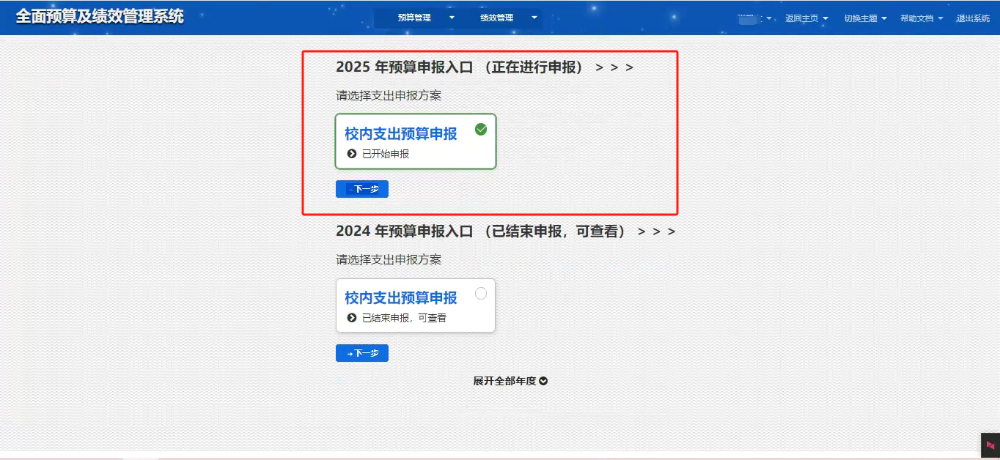 全面预算及绩效管理系统
预算管理 绩效管理
返回主页 切换主题 帮助文档 退出系统
2025 年预算申报入口 （正在进行申报） > > >
请选择支出申报方案
校内支出预算申报
已开始申报
下一步
2024 年预算申报入口 （已结束申报，可查看） > > >
请选择支出申报方案
校内支出预算申报
已结束申报，可查看
→下一步
展开全部年度